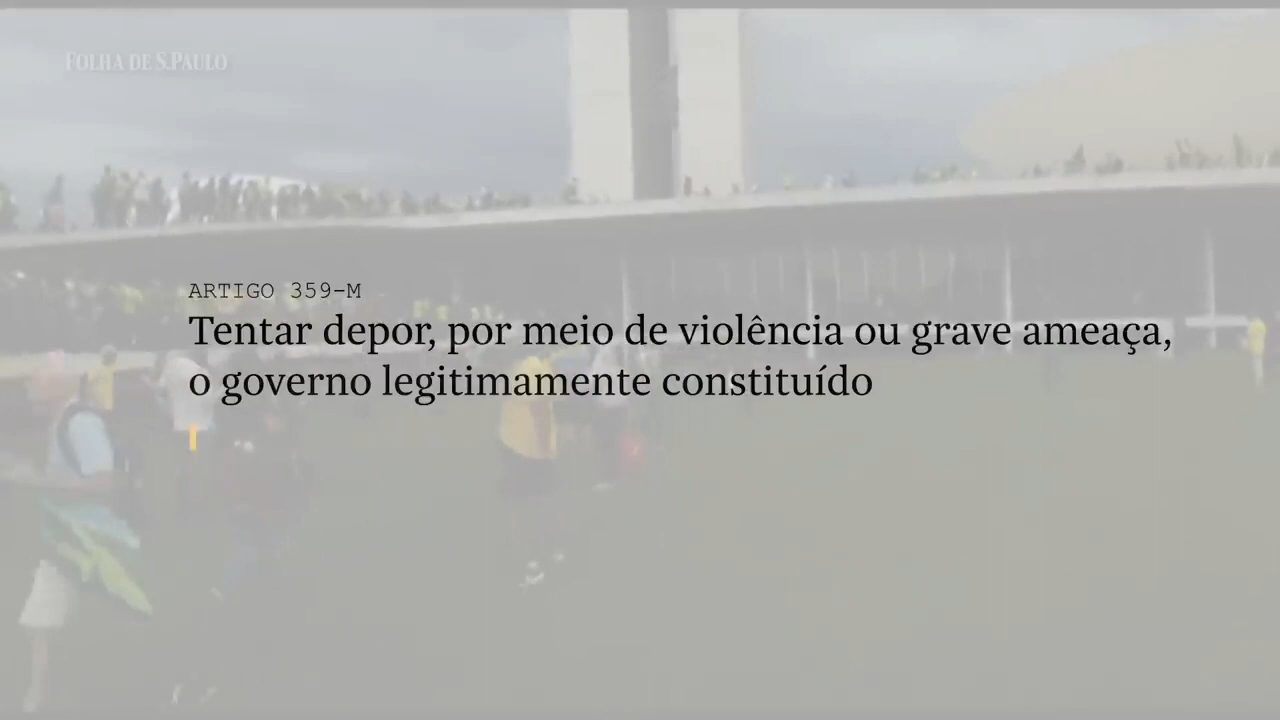 FOLHA DE S.PAULO
ARTIGO 359-M
Tentar depor, por meio de violência ou grave ameaça,
o governo legitimamente constituído